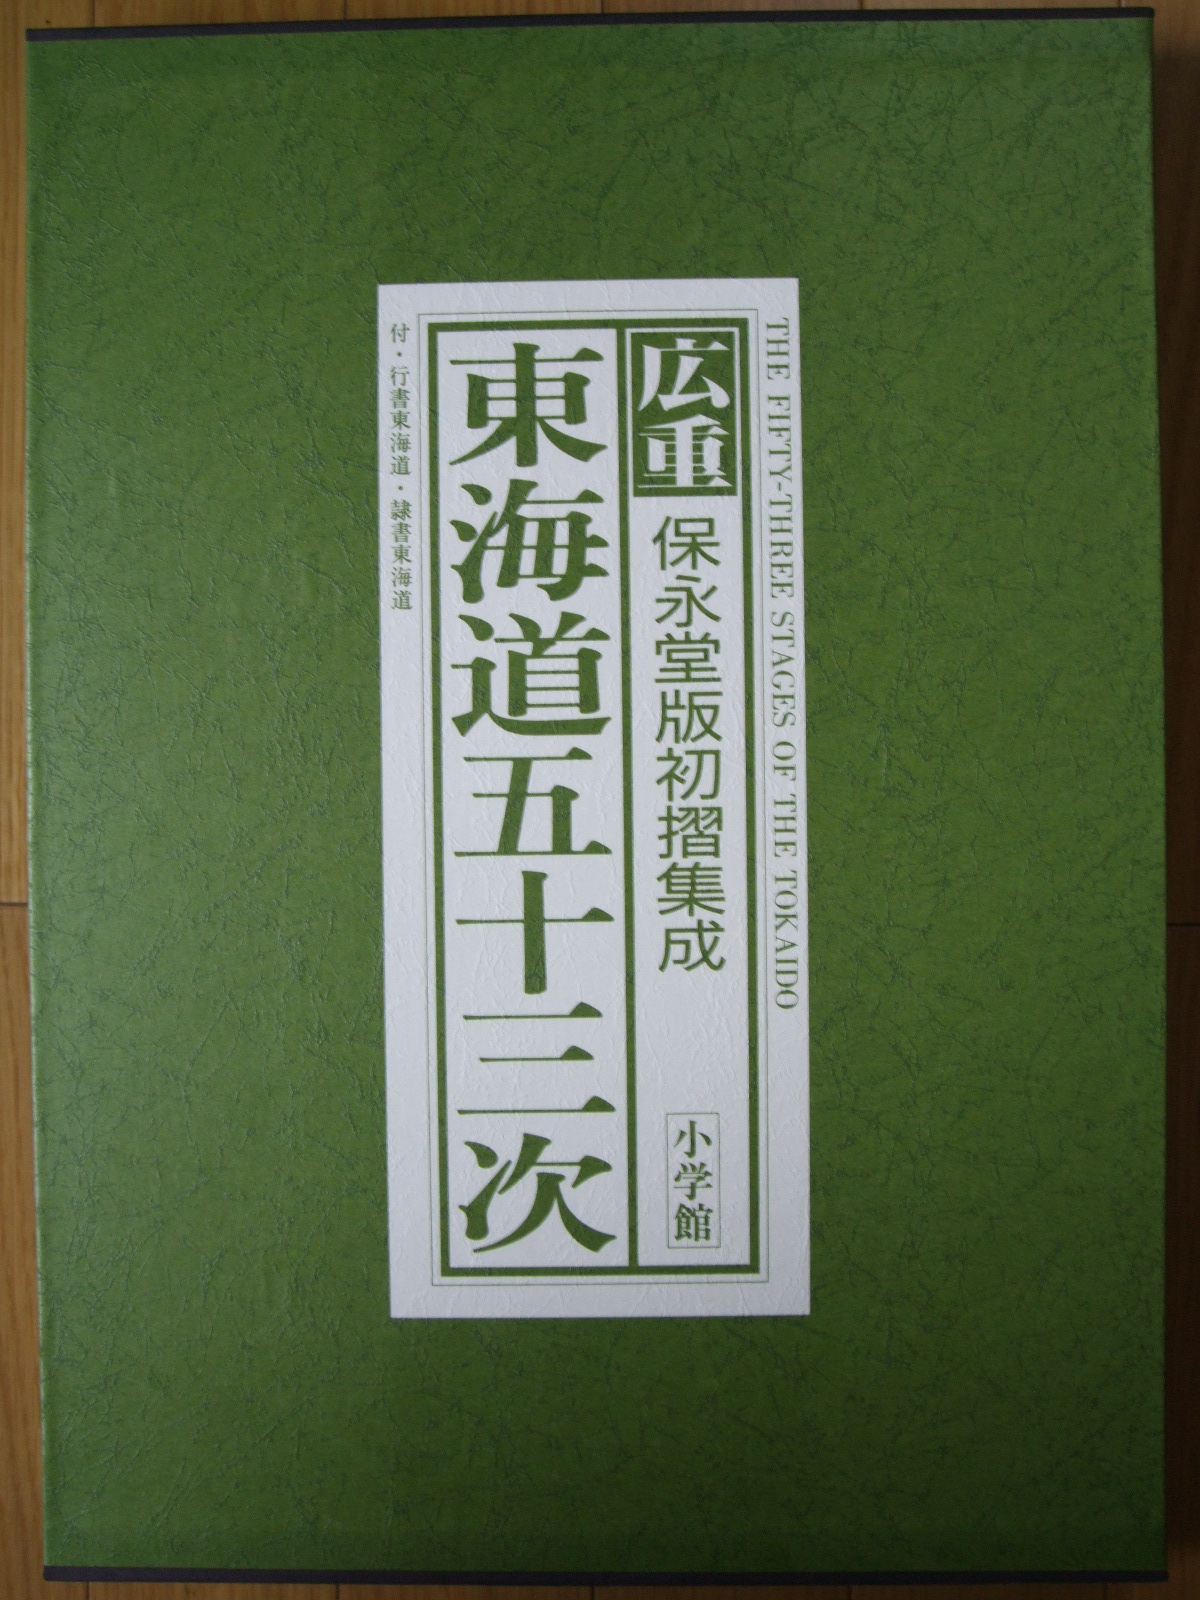 THE FIFTY-THREE STAGES OF THE TOKAIDO
広重
保永堂版初摺集成
小学館
東海道五十三次
付・行書東海道・隷書東海道